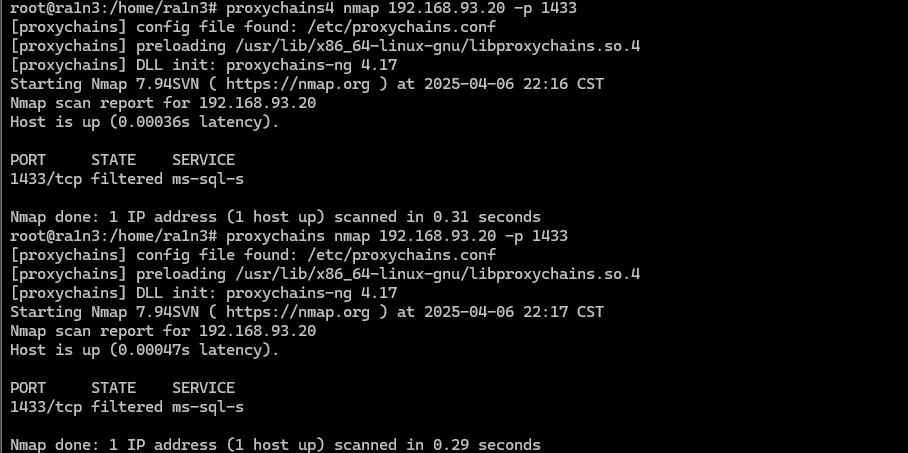 root@ra1n3:/home/ra1n3# proxychains4 nmap 192.168.93.20 -p 1433
[proxychains] config file found: /etc/proxychains.conf
[proxychains] preloading /usr/lib/x86_64-linux-gnu/libproxychains.so.4
[proxychains] DLL init: proxychains-ng 4.17
Starting Nmap 7.94SVN ( https://nmap.org ) at 2025-04-06 22:16 CST
Nmap scan report for 192.168.93.20
Host is up (0.00036s latency).
PORT     STATE    SERVICE
1433/tcp filtered ms-sql-s
Nmap done: 1 IP address (1 host up) scanned in 0.31 seconds
root@ra1n3:/home/ra1n3# proxychains nmap 192.168.93.20 -p 1433
[proxychains] config file found: /etc/proxychains.conf
[proxychains] preloading /usr/lib/x86_64-linux-gnu/libproxychains.so.4
[proxychains] DLL init: proxychains-ng 4.17
Starting Nmap 7.94SVN ( https://nmap.org ) at 2025-04-06 22:17 CST
Nmap scan report for 192.168.93.20
Host is up (0.00047s latency).
PORT     STATE    SERVICE
1433/tcp filtered ms-sql-s
Nmap done: 1 IP address (1 host up) scanned in 0.29 seconds